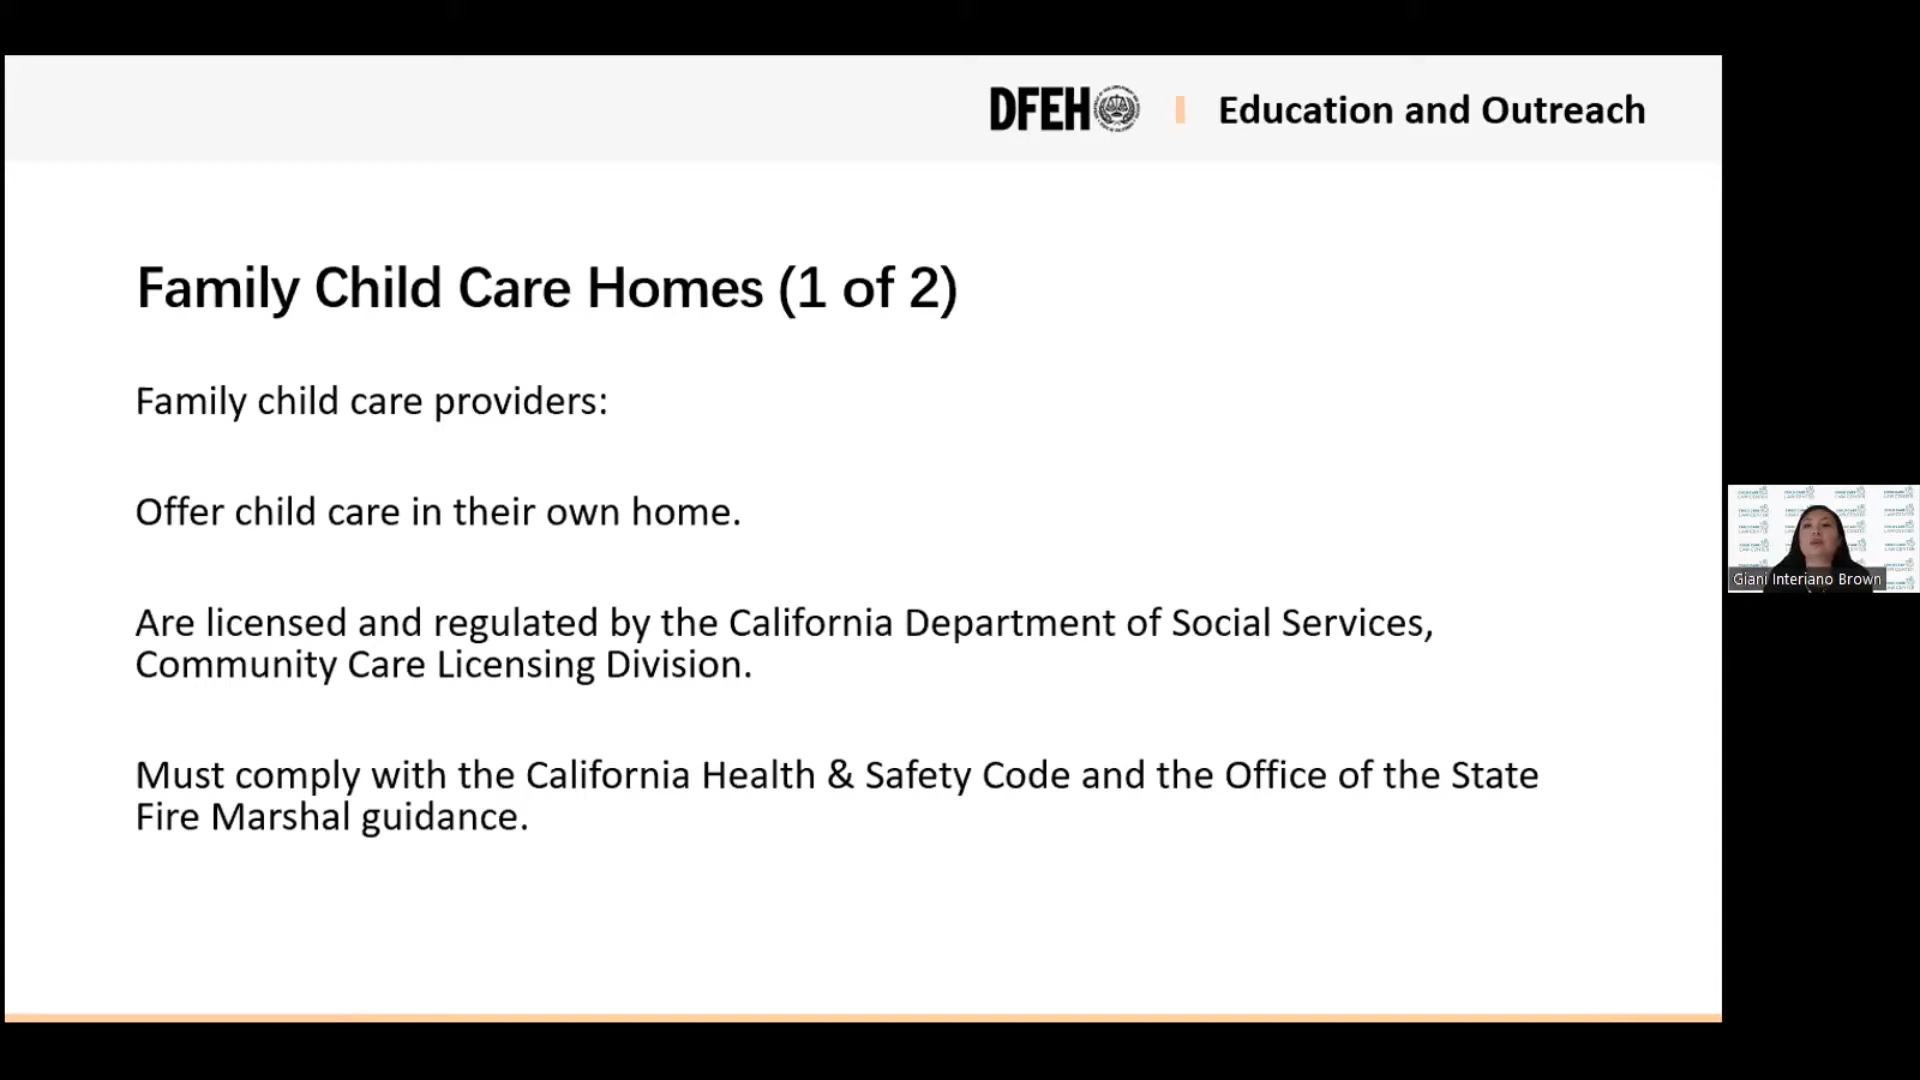 DFEH
Education and Outreach
Family Child Care Homes (1 of 2)
Family child care providers:
Offer child care in their own home.
Are licensed and regulated by the California Department of Social Services,
Community Care Licensing Division.
Must comply with the California Health & Safety Code and the Office of the State
Fire Marshal guidance.
Giani Interiano Brown